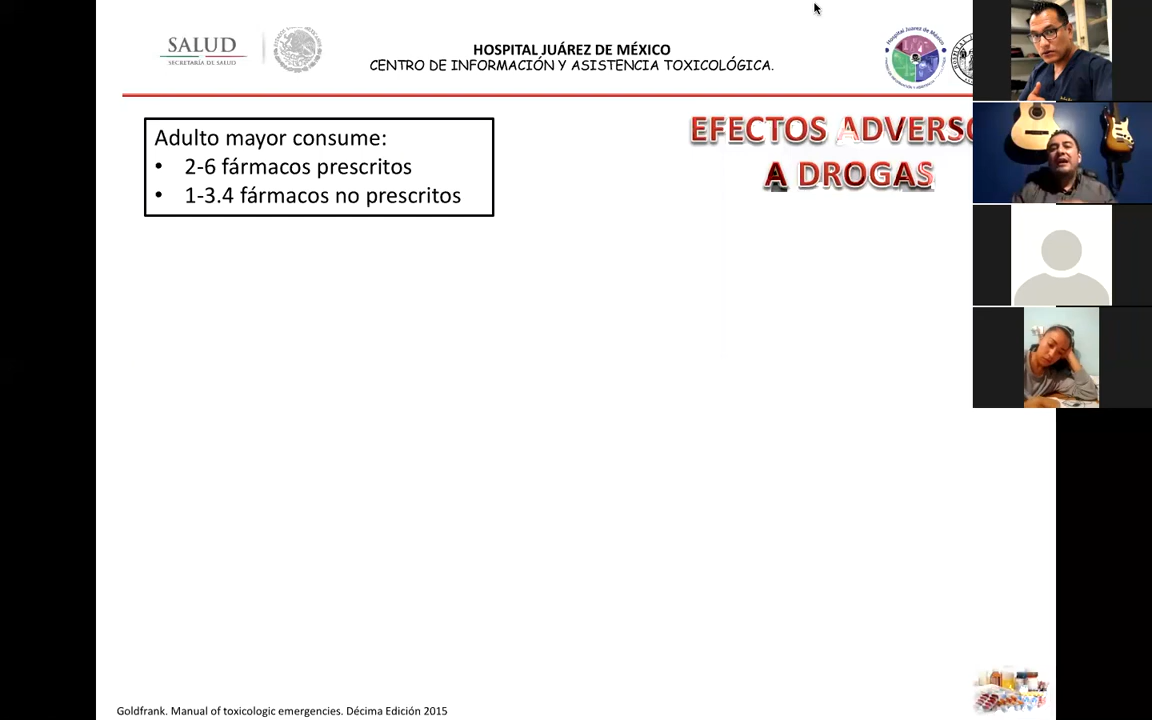 SALUD
SECRETARÍA DE SALUD
HOSPITAL JUÁREZ DE MÉXICO
CENTRO DE INFORMACIÓN Y ASISTENCIA TOXICOLÓGICA.
Adulto mayor consume:
• 2-6 fármacos prescritos
• 1-3.4 fármacos no prescritos
EFECTOS ADVERSO
A DROGAS
Goldfrank. Manual of toxicologic emergencies. Décima Edición 2015